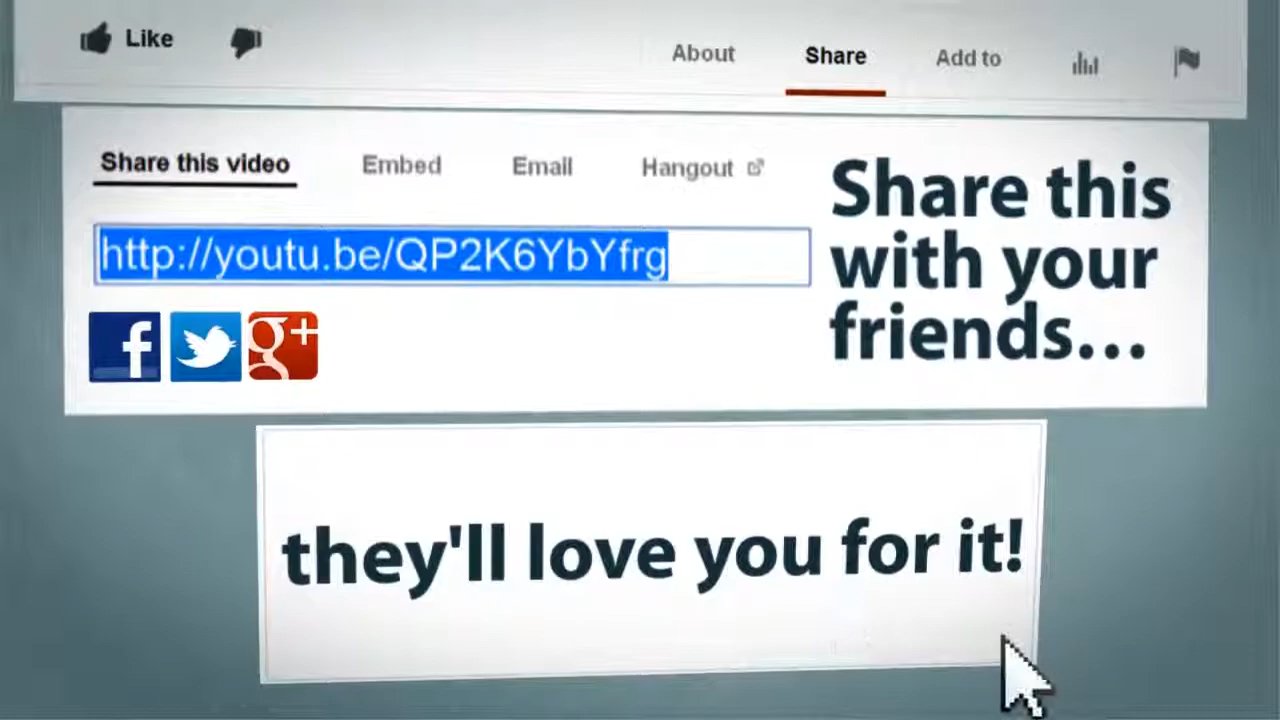 Like
About Share Add to
Share this video Embed Email Hangout
http://youtu.be/QP2K6YbYfrg
f g+
Share this
with your
friends...
they'll love you for it!